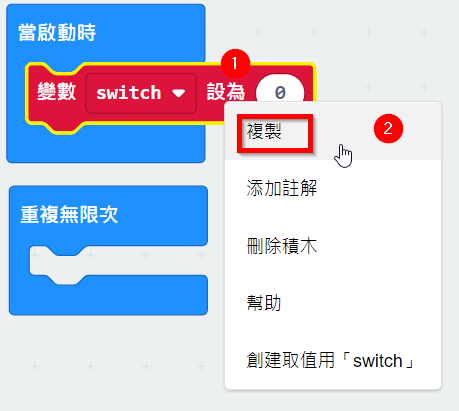 當啟動時
1
變數 switch 設為 0
複製 2
添加註解
重複無限次
刪除積木
幫助
創建取值用「switch」